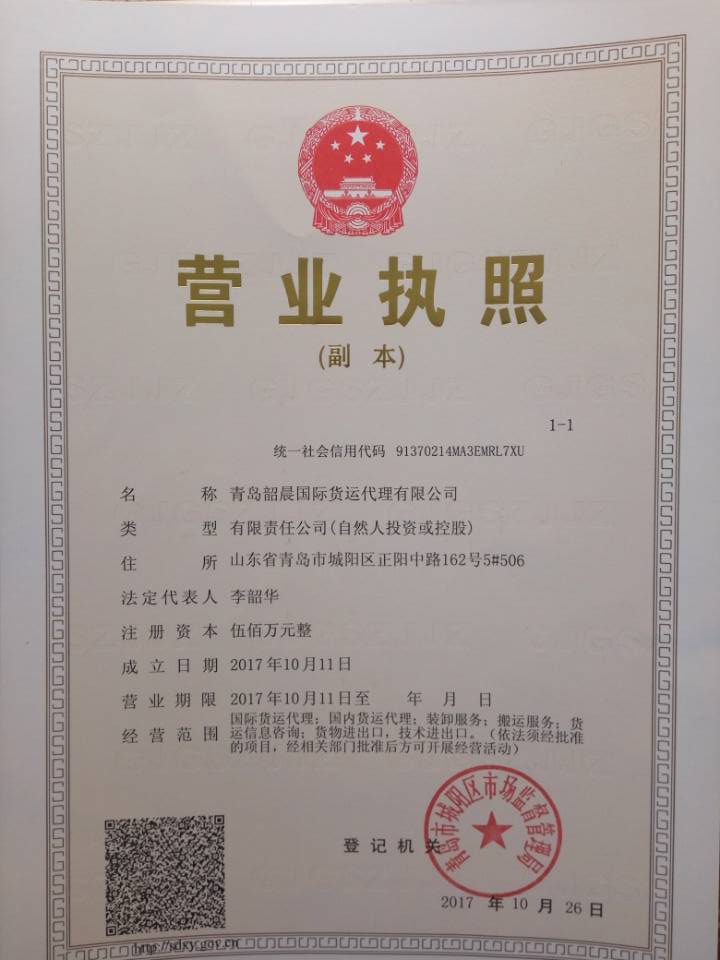 营业执照
(副 本)
1-1
统一社会信用代码 91370214MA3EMRL7XU
名 称 青岛韶晨国际货运代理有限公司
类 型 有限责任公司(自然人投资或控股)
住 所 山东省青岛市城阳区正阳中路162号5#506
法定代表人 李韶华
注册资本 伍佰万元整
成立日期 2017年10月11日
营业期限 2017年10月11日至 年 月 日
经营范围 国际货运代理；国内货运代理；装卸服务；搬运服务；货
运信息咨询；货物进出口，技术进出口。（依法须经批准
的项目，经相关部门批准后方可开展经营活动）
青岛市城阳区市场监督管理局
登记机关
2017 年 10 月 26 日
http://sdxy.gov.cn